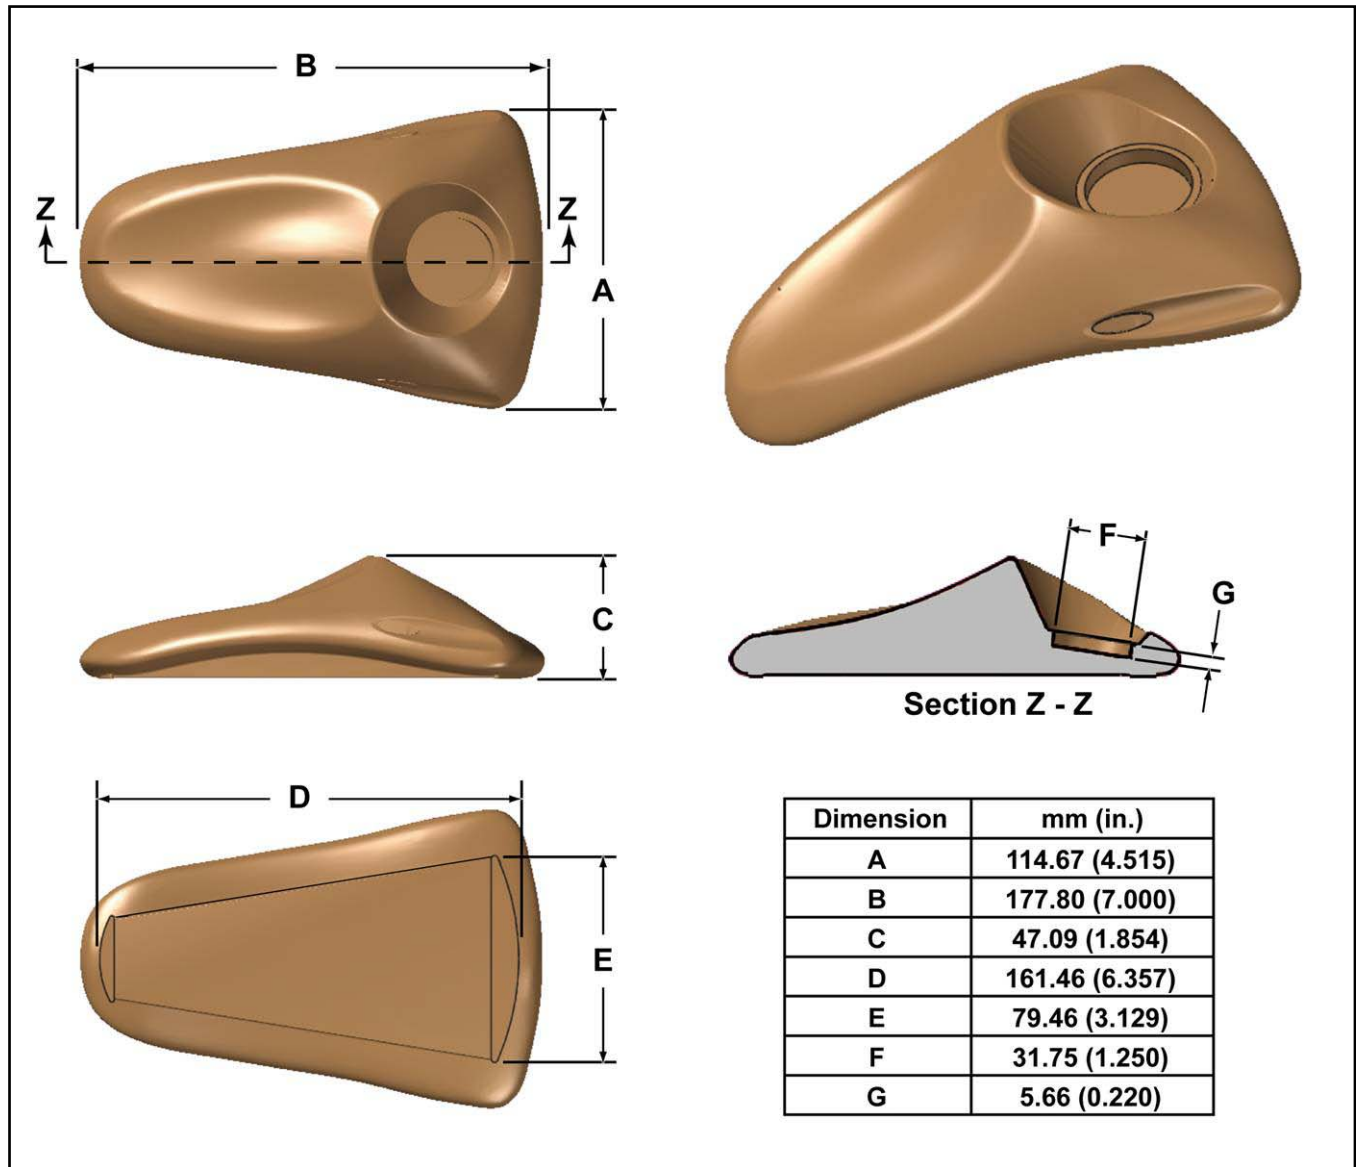 B
Z Z
A
C
F
G
Section Z - Z
D
E
Dimension mm (in.)
A 114.67 (4.515)
B 177.80 (7.000)
C 47.09 (1.854)
D 161.46 (6.357)
E 79.46 (3.129)
F 31.75 (1.250)
G 5.66 (0.220)